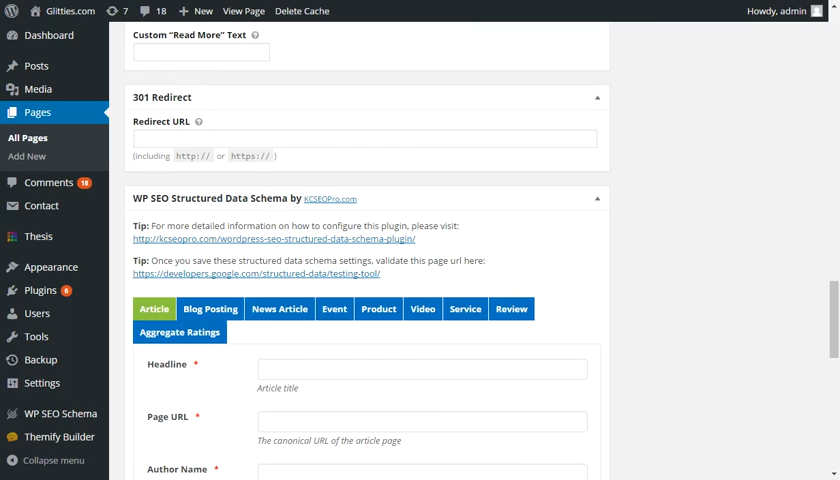 Glitties.com 7 18 New View Page Delete Cache Howdy, admin
Dashboard
Posts
Media
Pages
All Pages
Add New
Comments 18
Contact
Thesis
Appearance
Plugins 6
Users
Tools
Backup
Settings
WP SEO Schema
Themify Builder
Collapse menu
Custom “Read More” Text ?
301 Redirect
Redirect URL ?
(including http:// or https:// )
WP SEO Structured Data Schema by KCSEOPro.com
Tip: For more detailed information on how to configure this plugin, please visit:
http://kcseopro.com/wordpress-seo-structured-data-schema-plugin/
Tip: Once you save these structured data schema settings, validate this page url here:
https://developers.google.com/structured-data/testing-tool/
Article Blog Posting News Article Event Product Video Service Review
Aggregate Ratings
Headline *
Article title
Page URL *
The canonical URL of the article page
Author Name *